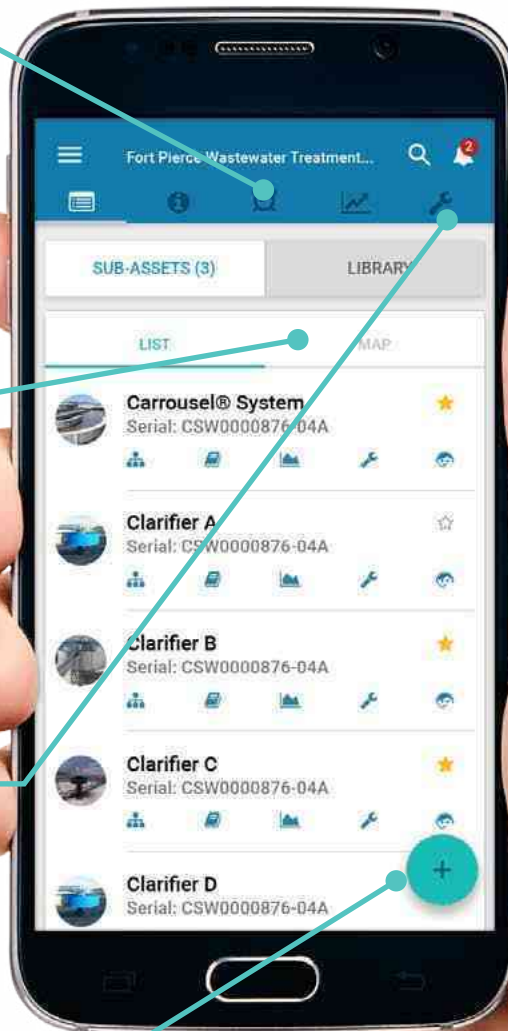 2
Fort Pierce Wastewater Treatment...
SUB-ASSETS (3) LIBRARY
LIST MAP
Carrousel® System
Serial: CSW0000876-04A
Clarifier A
Serial: CSW0000876-04A
Clarifier B
Serial: CSW0000876-04A
Clarifier C
Serial: CSW0000876-04A
+
Clarifier D
Serial: CSW0000876-04A